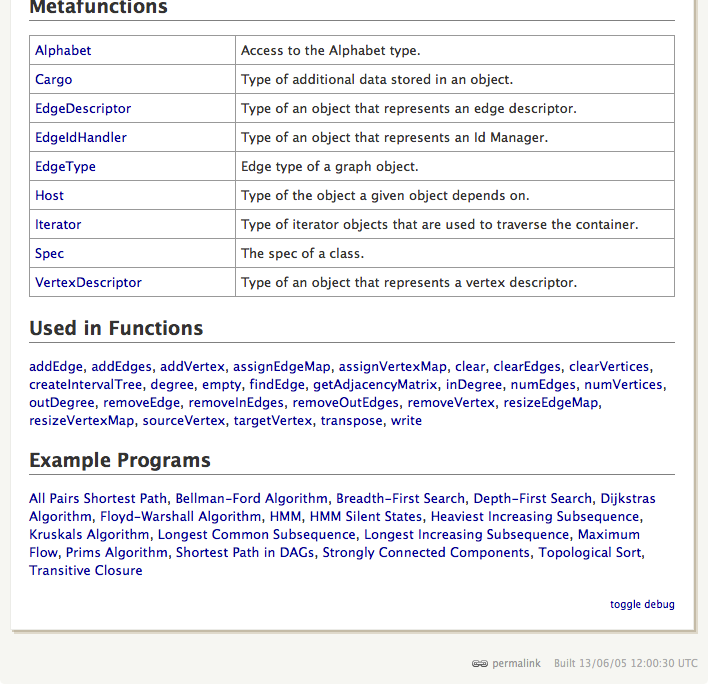 Metafunctions
Alphabet Access to the Alphabet type.
Cargo Type of additional data stored in an object.
EdgeDescriptor Type of an object that represents an edge descriptor.
EdgeIdHandler Type of an object that represents an Id Manager.
EdgeType Edge type of a graph object.
Host Type of the object a given object depends on.
Iterator Type of iterator objects that are used to traverse the container.
Spec The spec of a class.
VertexDescriptor Type of an object that represents a vertex descriptor.
Used in Functions
addEdge, addEdges, addVertex, assignEdgeMap, assignVertexMap, clear, clearEdges, clearVertices,
createIntervalTree, degree, empty, findEdge, getAdjacencyMatrix, inDegree, numEdges, numVertices,
outDegree, removeEdge, removeInEdges, removeOutEdges, removeVertex, resizeEdgeMap,
resizeVertexMap, sourceVertex, targetVertex, transpose, write
Example Programs
All Pairs Shortest Path, Bellman-Ford Algorithm, Breadth-First Search, Depth-First Search, Dijkstras
Algorithm, Floyd-Warshall Algorithm, HMM, HMM Silent States, Heaviest Increasing Subsequence,
Kruskals Algorithm, Longest Common Subsequence, Longest Increasing Subsequence, Maximum
Flow, Prims Algorithm, Shortest Path in DAGs, Strongly Connected Components, Topological Sort,
Transitive Closure
toggle debug
permalink Built 13/06/05 12:00:30 UTC